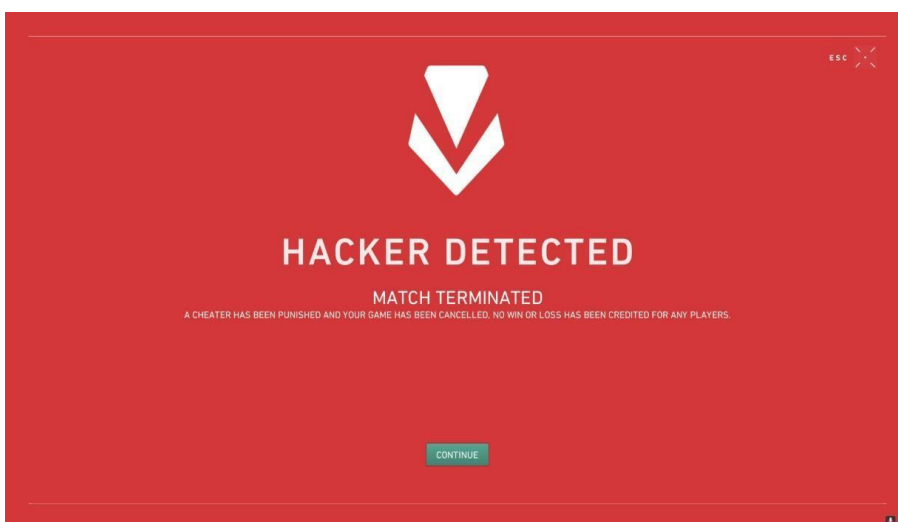 ESC
HACKER DETECTED
MATCH TERMINATED
A CHEATER HAS BEEN PUNISHED AND YOUR GAME HAS BEEN CANCELLED, NO WIN OR LOSS HAS BEEN CREDITED FOR ANY PLAYERS.
CONTINUE